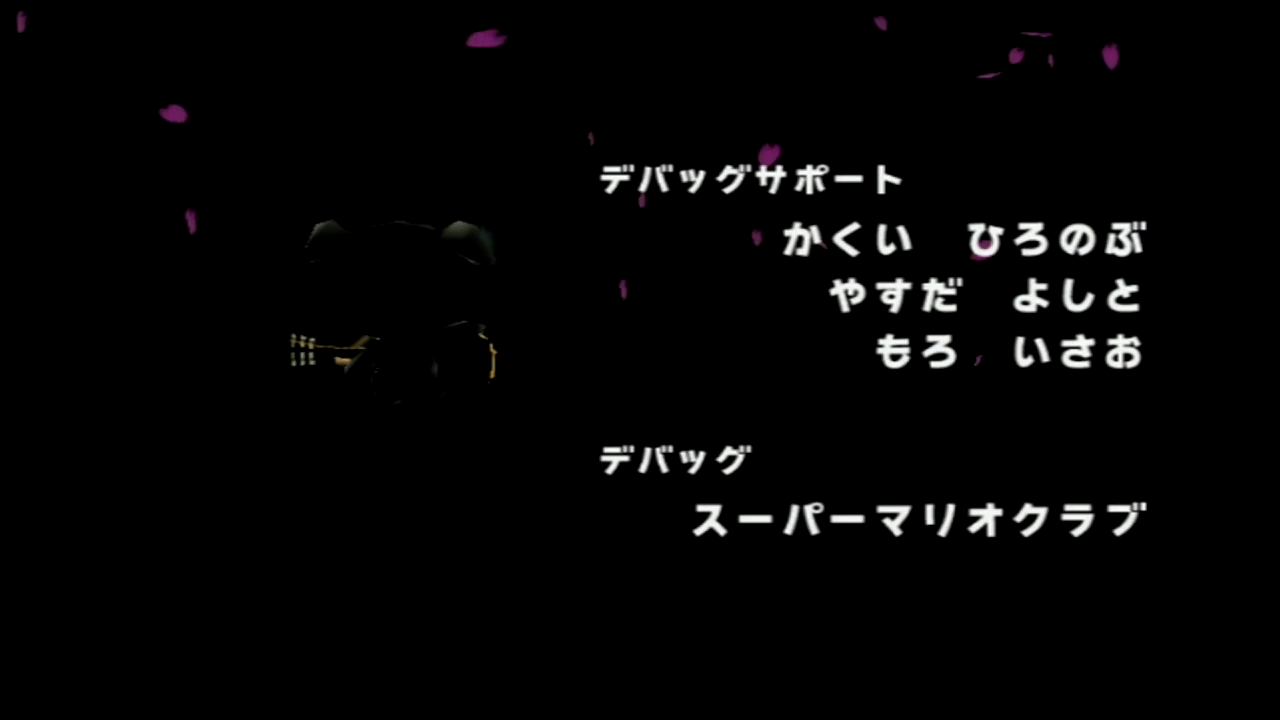 デバッグサポート
かくい　ひろのぶ
やすだ　よしと
もろ　いさお
デバッグ
スーパーマリオクラブ